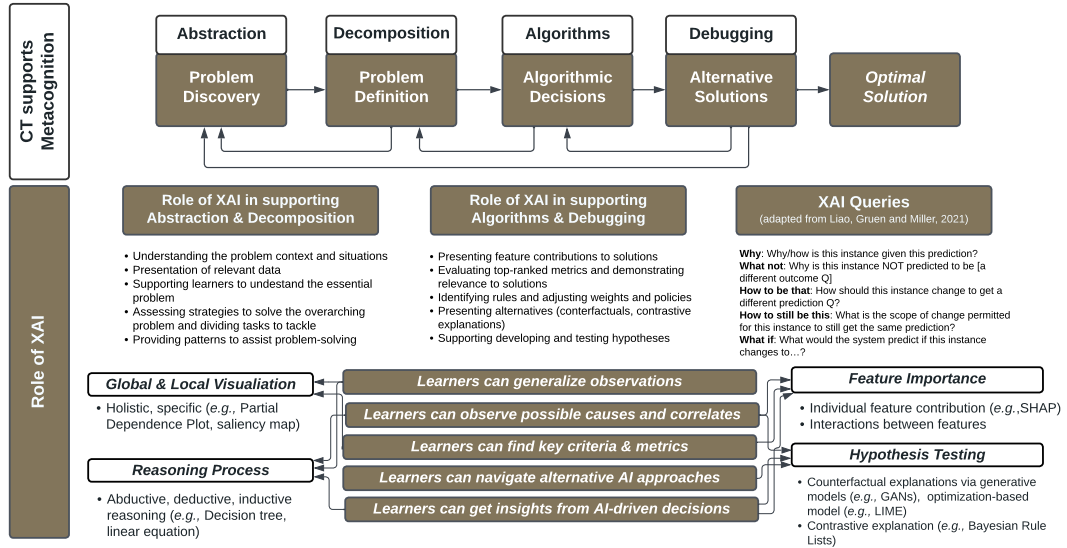 CT supports
Metacognition
Abstraction
Decomposition
Algorithms
Debugging
Problem
Discovery
Problem
Definition
Algorithmic
Decisions
Alternative
Solutions
Optimal
Solution
Role of XAI
Role of XAI in supporting
Abstraction & Decomposition
• Understanding the problem context and situations
• Presentation of relevant data
• Supporting learners to undestand the essential
problem
• Assessing strategies to solve the overarching
problem and dividing tasks to tackle
• Providing patterns to assist problem-solving
Role of XAI in supporting
Algorithms & Debugging
• Presenting feature contributions to solutions
• Evaluating top-ranked metrics and demonstrating
relevance to solutions
• Identifying rules and adjusting weights and policies
• Presenting alternatives (conterfactuals, contrastive
explanations)
• Supporting developing and testing hypotheses
XAI Queries
(adapted from Liao, Gruen and Miller, 2021)
Why: Why/how is this instance given this prediction?
What not: Why is this instance NOT predicted to be [a
different outcome Q]
How to be that: How should this instance change to get a
different prediction Q?
How to still be this: What is the scope of change permitted
for this instance to still get the same prediction?
What if: What would the system predict if this instance
changes to…?
Global & Local Visualiation
• Holistic, specific (e.g., Partial
Dependence Plot, saliency map)
Reasoning Process
• Abductive, deductive, inductive
reasoning (e.g., Decision tree,
linear equation)
Learners can generalize observations
Learners can observe possible causes and correlates
Learners can find key criteria & metrics
Learners can navigate alternative AI approaches
Learners can get insights from AI-driven decisions
Feature Importance
• Individual feature contribution (e.g.,SHAP)
• Interactions between features
Hypothesis Testing
• Counterfactual explanations via generative
models (e.g., GANs), optimization-based
model (e.g., LIME)
• Contrastive explanation (e.g., Bayesian Rule
Lists)